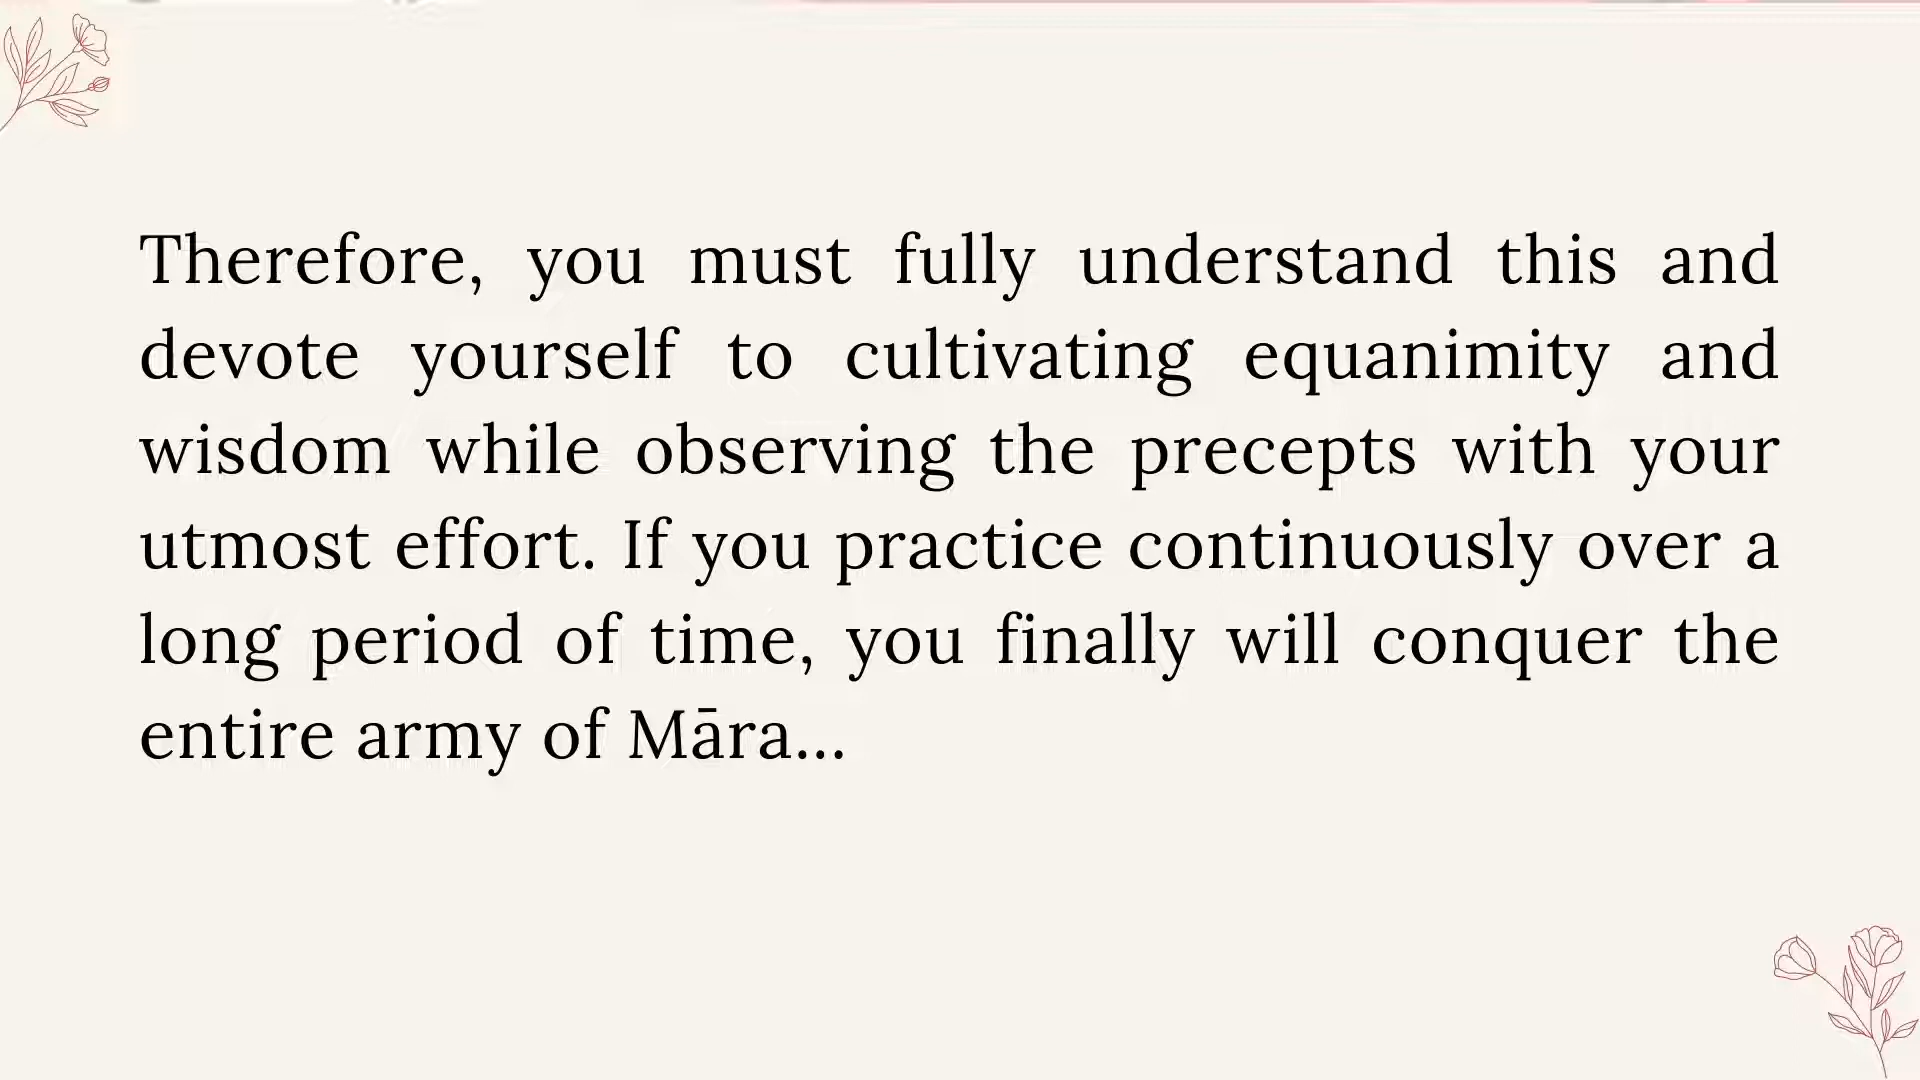 Therefore, you must fully understand this and
devote yourself to cultivating equanimity and
wisdom while observing the precepts with your
utmost effort. If you practice continuously over a
long period of time, you finally will conquer the
entire army of Māra...